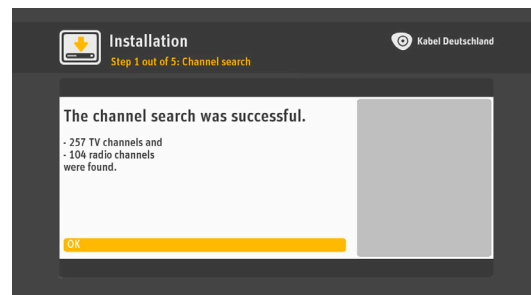 Installation
Step 1 out of 5: Channel search
Kabel Deutschland
The channel search was successful.
- 257 TV channels and
- 104 radio channels
were found.
OK